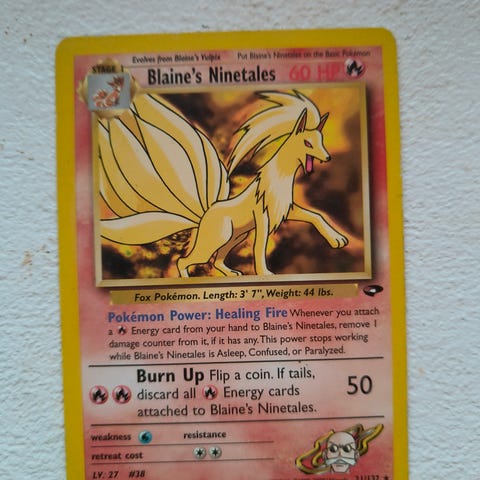 Evolves from Blaine's Vulpix Put Blaine's Ninetales on the Basic Pokémon
STAGE 1
Blaine's Ninetales 60 HP
Fox Pokémon. Length: 3' 7", Weight: 44 lbs.
Pokémon Power: Healing Fire Whenever you attach
a Energy card from your hand to Blaine's Ninetales, remove 1
damage counter from it, if it has any. This power stops working
while Blaine's Ninetales is Asleep, Confused, or Paralyzed.
Burn Up Flip a coin. If tails,
discard all Energy cards 50
attached to Blaine's Ninetales.
weakness resistance
retreat cost
LV. 27 #38